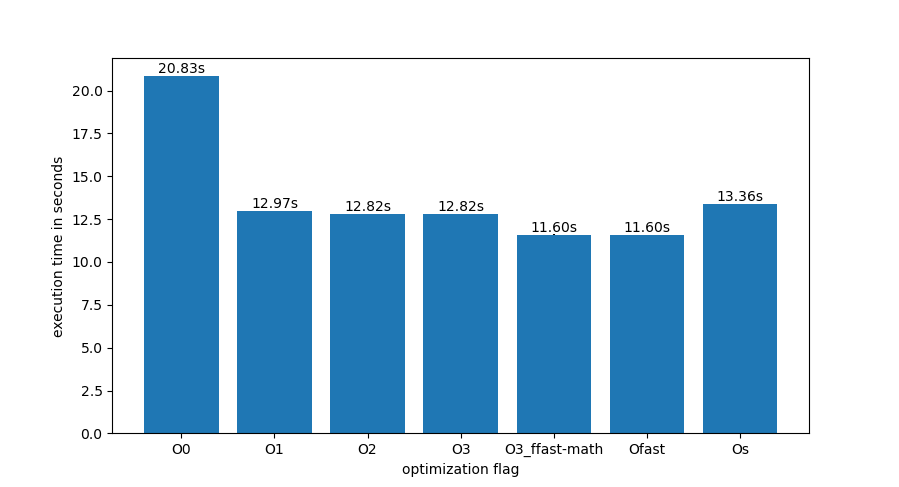 20.83s
12.97s
12.82s
12.82s
11.60s
11.60s
13.36s
20.0
17.5
15.0
12.5
10.0
7.5
5.0
2.5
0.0
execution time in seconds
O0 O1 O2 O3 O3_ffast-math Ofast Os
optimization flag